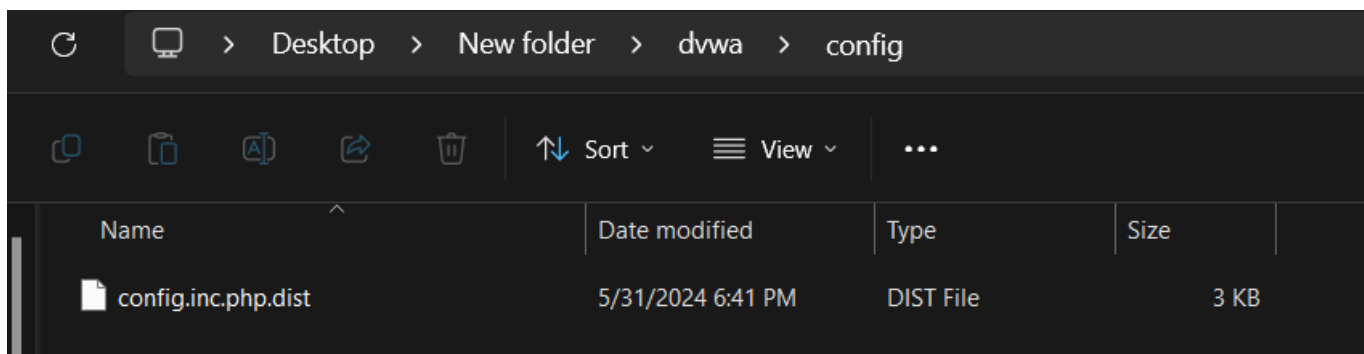 Desktop > New folder > dvwa > config
Sort View
Name Date modified Type Size
config.inc.php.dist 5/31/2024 6:41 PM DIST File 3 KB